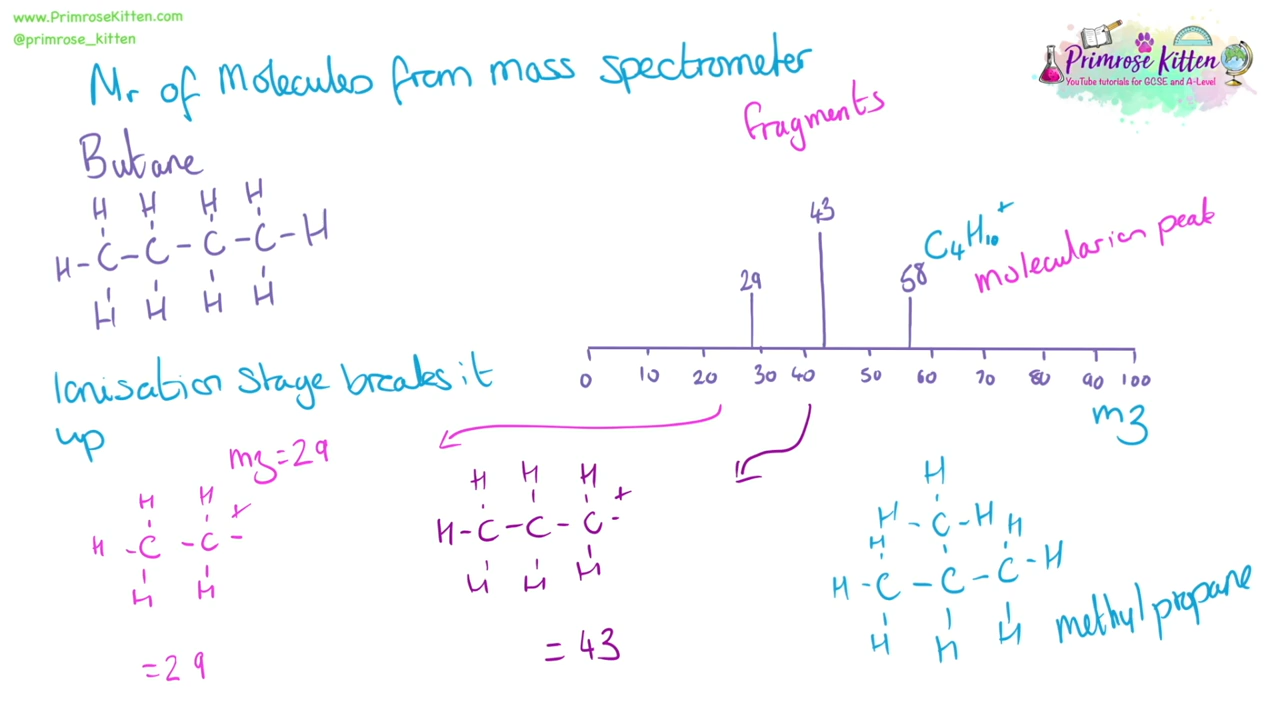 www.PrimroseKitten.com
@primrose_kitten
Primrose Kitten
YouTube tutorials for GCSE and A-Level
Mr of Molecules from mass spectrometer
fragments
Butane
H H H H
H-C-C-C-C-H
H H H H
43
29
58
C4H10+
molecularion peak
0 10 20 30 40 50 60 70 80 90 100
mz
Ionisation stage breaks it
up
mz=29
H H
H-C-C-+
H H
=29
H H H
H-C-C-C-+
H H H
=43
H
H-C-H
H H
H-C-C-C-H
H H H
methylpropane